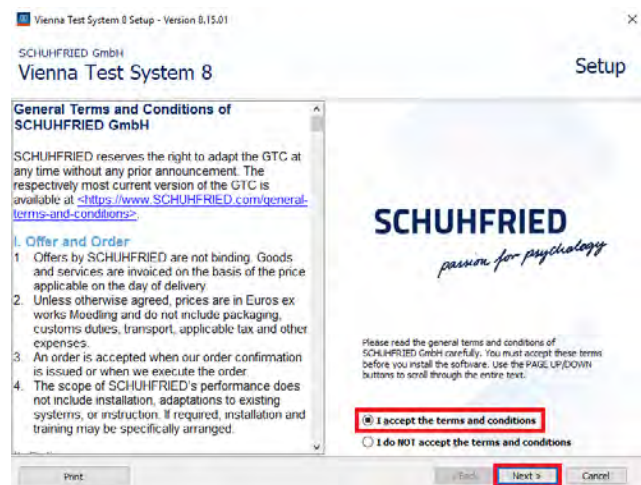 Vienna Test System 8 Setup - Version 8.15.01
SCHUHFRIED GmbH
Vienna Test System 8
Setup
General Terms and Conditions of
SCHUHFRIED GmbH
SCHUHFRIED reserves the right to adapt the GTC at
any time without any prior announcement. The
respectively most current version of the GTC is
available at <https://www.SCHUHFRIED.com/general-
terms-and-conditions>.
I. Offer and Order
1 Offers by SCHUHFRIED are not binding. Goods
and services are invoiced on the basis of the price
applicable on the day of delivery
2. Unless otherwise agreed, prices are in Euros ex
works Moedling and do not include packaging,
customs duties, transport, applicable tax and other
expenses.
3. An order is accepted when our order confirmation
is issued or when we execute the order
4. The scope of SCHUHFRIED's performance does
not include installation, adaptations to existing
systems, or instruction. If required, installation and
training may be specifically arranged.
SCHUHFRIED
passion for psychology
Please read the general terms and conditions of
SCHUHFRIED GmbH carefully. You must accept these terms
before you install the software. Use the PAGE UP/DOWN
buttons to scroll through the entire text.
I accept the terms and conditions
I do NOT accept the terms and conditions
Print
< Back
Next >
Cancel